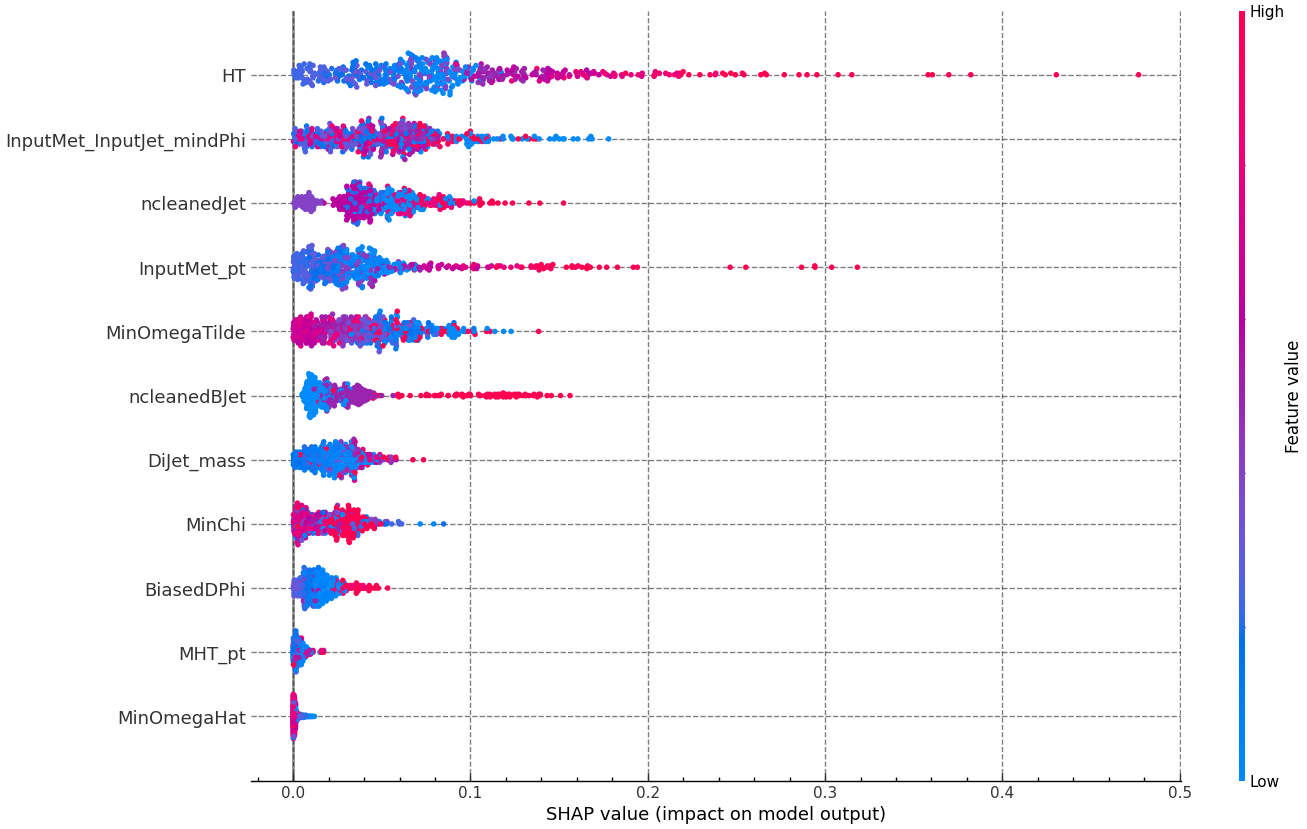 High
HT
InputMet_InputJet_mindPhi
ncleanedJet
InputMet_pt
MinOmegaTilde
ncleanedBJet
DiJet_mass
MinChi
BiasedDPhi
MHT_pt
MinOmegaHat
Feature value
Low
0.0 0.1 0.2 0.3 0.4 0.5
SHAP value (impact on model output)